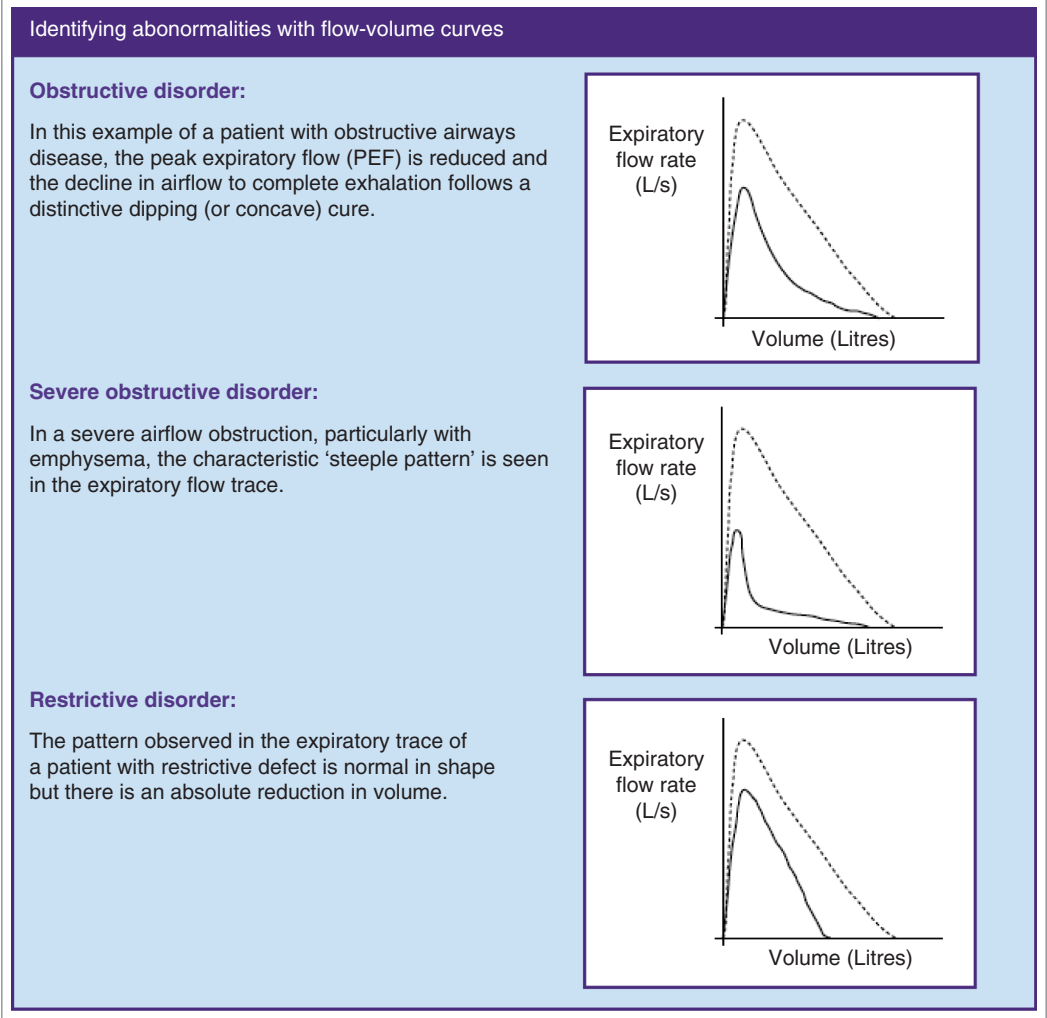 Identifying abonormalities with flow-volume curves
Obstructive disorder:
In this example of a patient with obstructive airways
disease, the peak expiratory flow (PEF) is reduced and
the decline in airflow to complete exhalation follows a
distinctive dipping (or concave) cure.
Expiratory
flow rate
(L/s)
Volume (Litres)
Severe obstructive disorder:
In a severe airflow obstruction, particularly with
emphysema, the characteristic ‘steeple pattern’ is seen
in the expiratory flow trace.
Expiratory
flow rate
(L/s)
Volume (Litres)
Restrictive disorder:
The pattern observed in the expiratory trace of
a patient with restrictive defect is normal in shape
but there is an absolute reduction in volume.
Expiratory
flow rate
(L/s)
Volume (Litres)